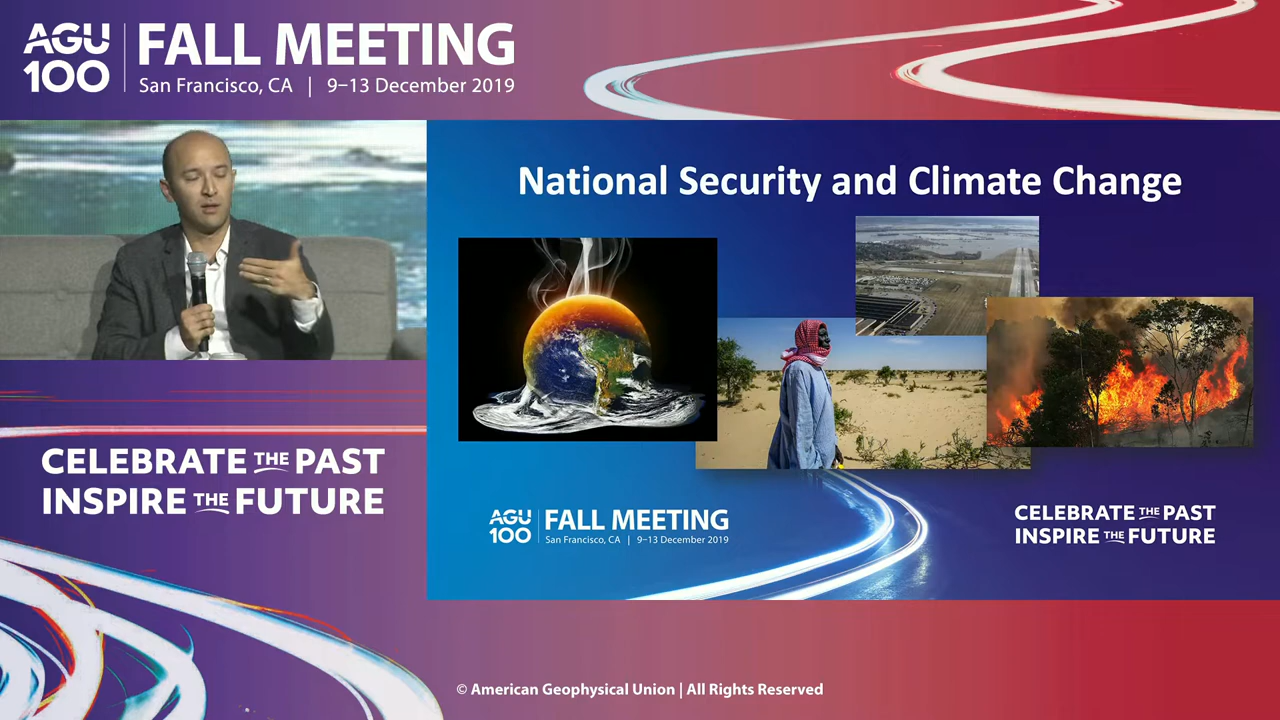 AGU
100
FALL MEETING
San Francisco, CA | 9–13 December 2019
National Security and Climate Change
CELEBRATE THE PAST
INSPIRE THE FUTURE
AGU
100
FALL MEETING
San Francisco, CA | 9–13 December 2019
CELEBRATE THE PAST
INSPIRE THE FUTURE
© American Geophysical Union | All Rights Reserved